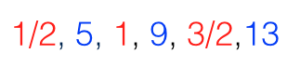 1/2, 5, 1, 9, 3/2,13